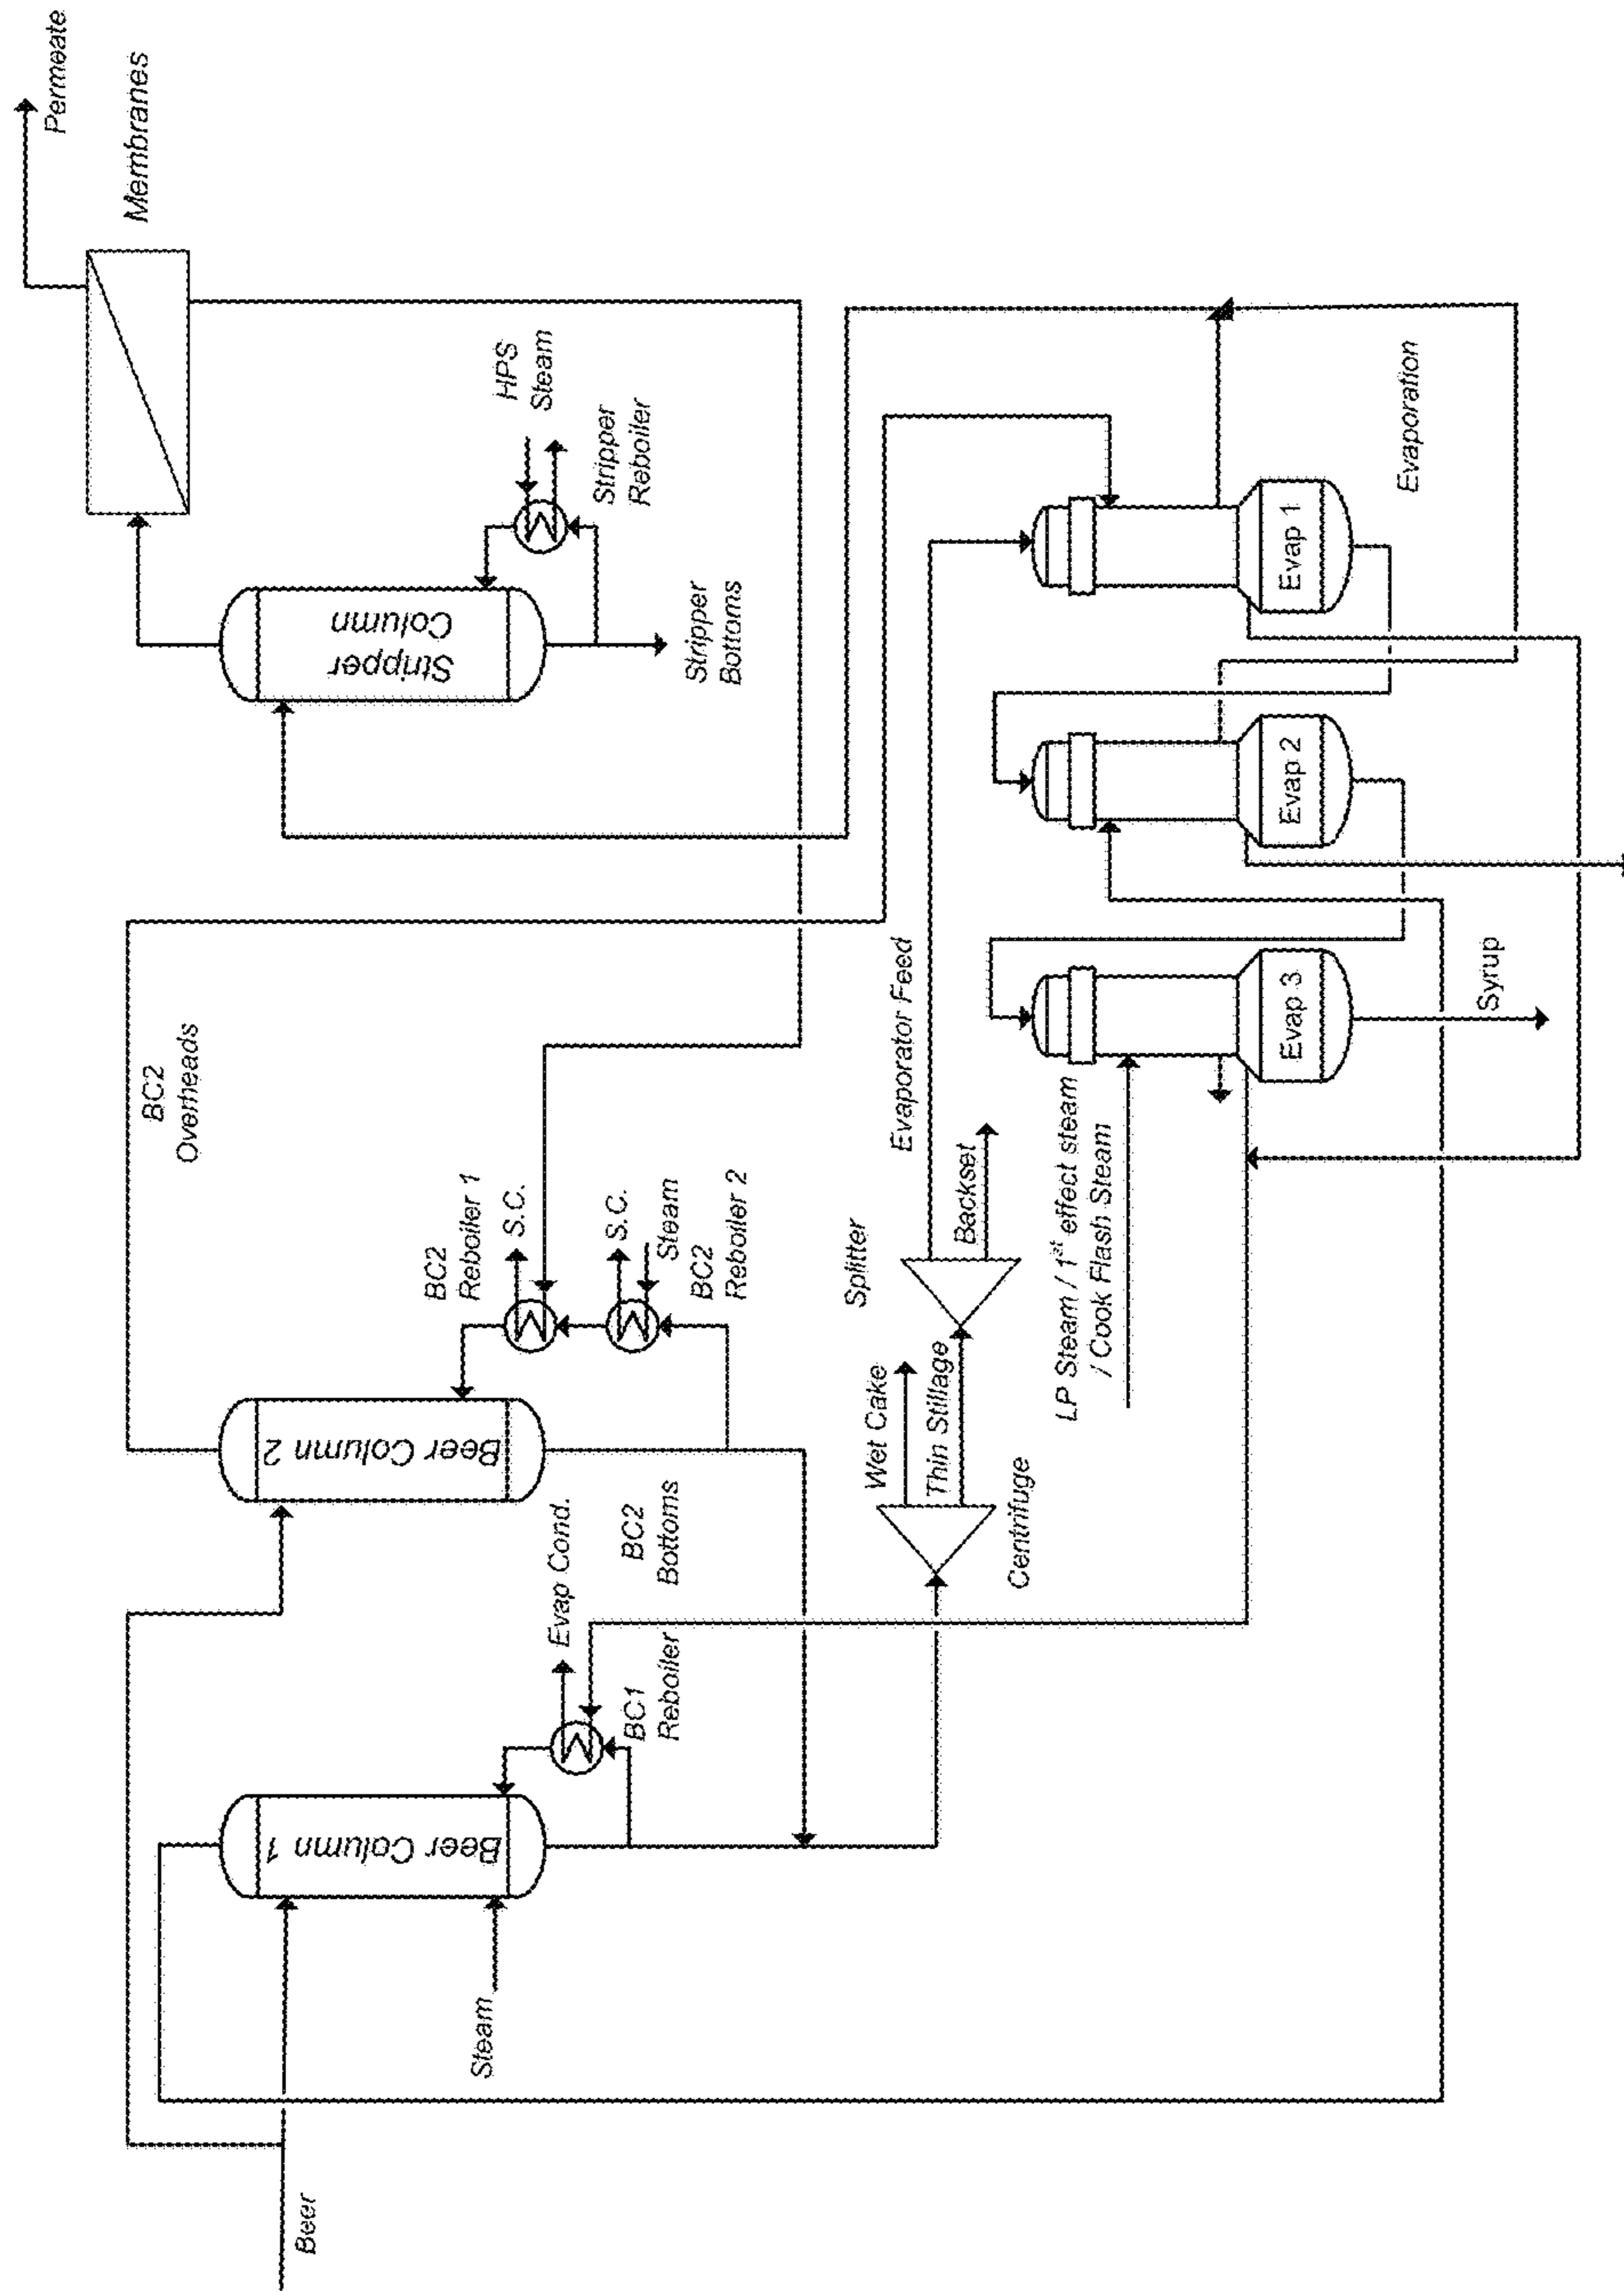 Permeate
Membranes
HPS
Steam
Stripper
Reboiler
Stripper
Column
Stripper
Bottoms
BC2
Overheads
BC2
Reboiler 1
S.C.
S.C.
Steam
BC2
Reboiler 2
Beer Column 2
BC2
Bottoms
Evap Cond.
BC1
Reboiler
Beer Column 1
Steam
Beer
Evaporation
Evap 1
Evap 2
Evap 3
Syrup
Evaporator Feed
Backset
Splitter
Wet Cake
Thin Stillage
Centrifuge
LP Steam / 1st effect steam
/ Cook Flash Steam